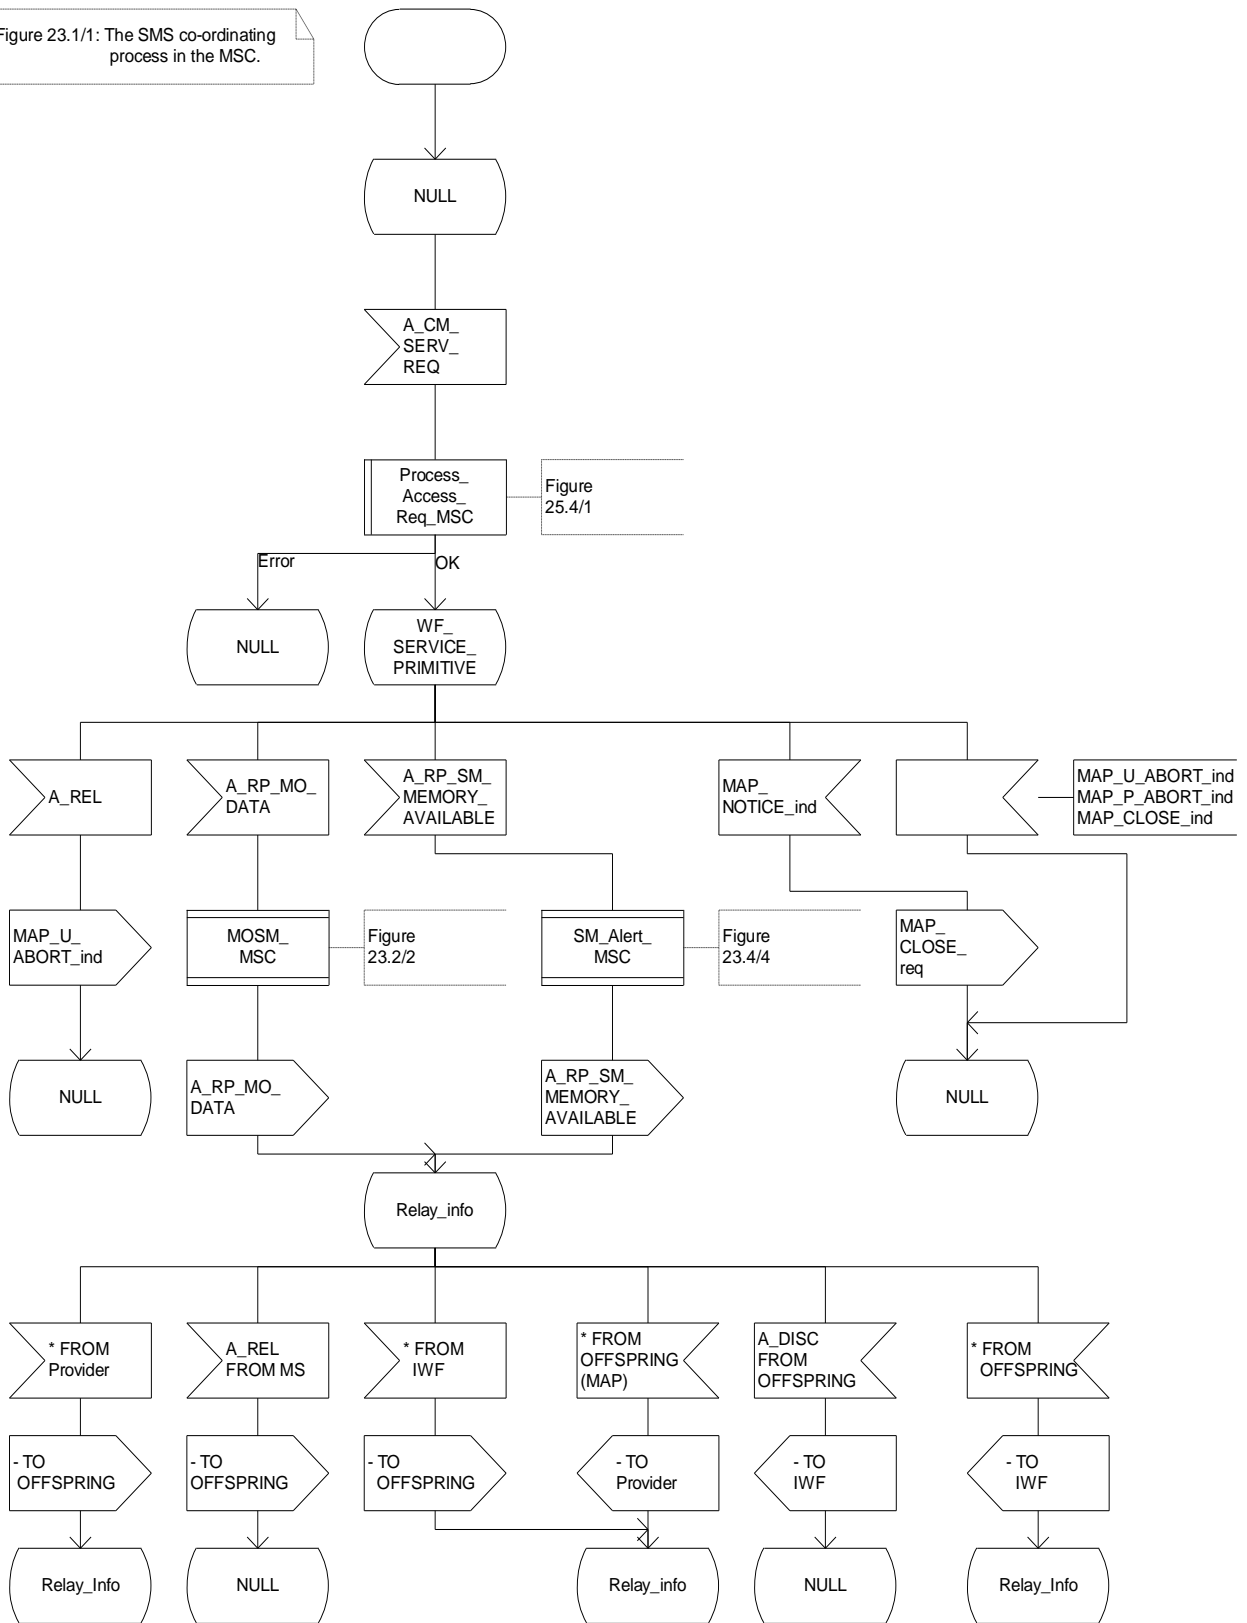 Figure 23.1/1: The SMS co-ordinating
process in the MSC.
NULL
A_CM_
SERV_
REQ
Process_
Access_
Req_MSC
Figure
25.4/1
Error
OK
NULL
WF_
SERVICE_
PRIMITIVE
A_REL
A_RP_MO_
DATA
A_RP_SM_
MEMORY_
AVAILABLE
MAP_
NOTICE_ind
MAP_U_ABORT_ind
MAP_P_ABORT_ind
MAP_CLOSE_ind
MAP_U_
ABORT_ind
MOSM_
MSC
Figure
23.2/2
SM_Alert_
MSC
Figure
23.4/4
MAP_
CLOSE_
req
NULL
A_RP_MO_
DATA
A_RP_SM_
MEMORY_
AVAILABLE
NULL
Relay_info
* FROM
Provider
A_REL
FROM MS
* FROM
IWF
* FROM
OFFSPRING
(MAP)
A_DISC
FROM
OFFSPRING
* FROM
OFFSPRING
- TO
OFFSPRING
- TO
OFFSPRING
- TO
OFFSPRING
- TO
Provider
- TO
IWF
- TO
IWF
Relay_Info
NULL
Relay_info
NULL
Relay_Info